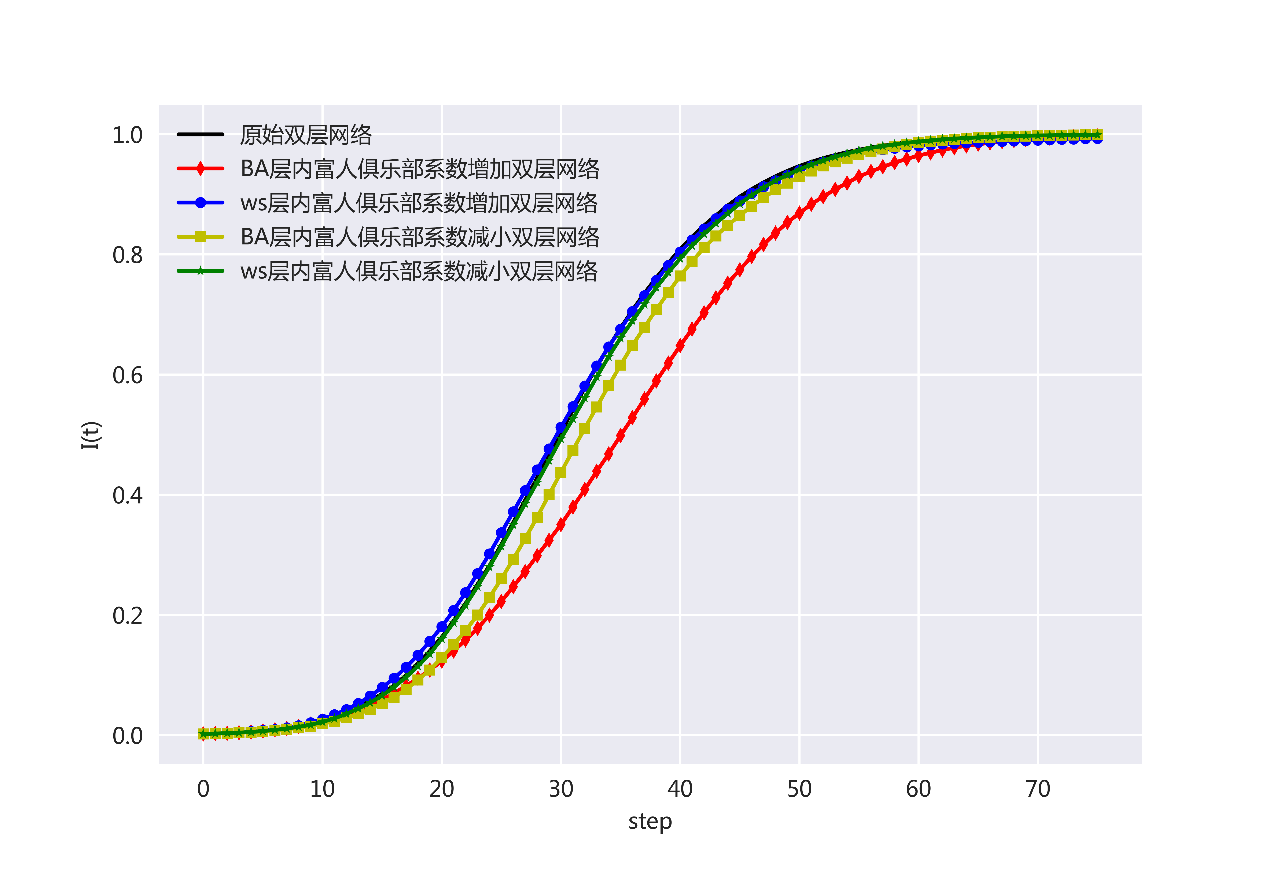 原始双层网络
BA层内富人俱乐部系数增加双层网络
ws层内富人俱乐部系数增加双层网络
BA层内富人俱乐部系数减小双层网络
ws层内富人俱乐部系数减小双层网络
1.0
0.8
0.6
0.4
0.2
0.0
I(t)
0 10 20 30 40 50 60 70
step